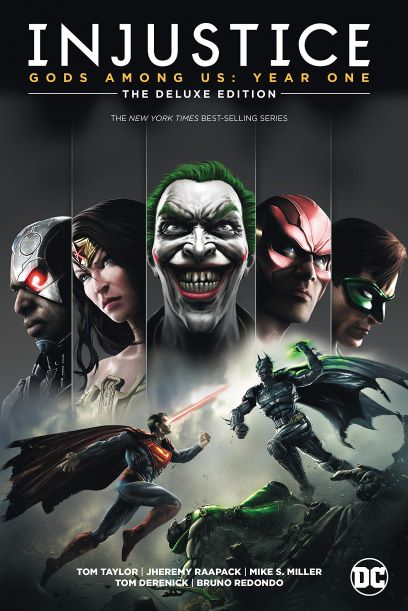 INJUSTICE
GODS AMONG US: YEAR ONE
THE DELUXE EDITION
THE NEW YORK TIMES BEST-SELLING SERIES
TOM TAYLOR | JHEREMY RAAPACK | MIKE S. MILLER
TOM DERENICK | BRUNO REDONDO
DC